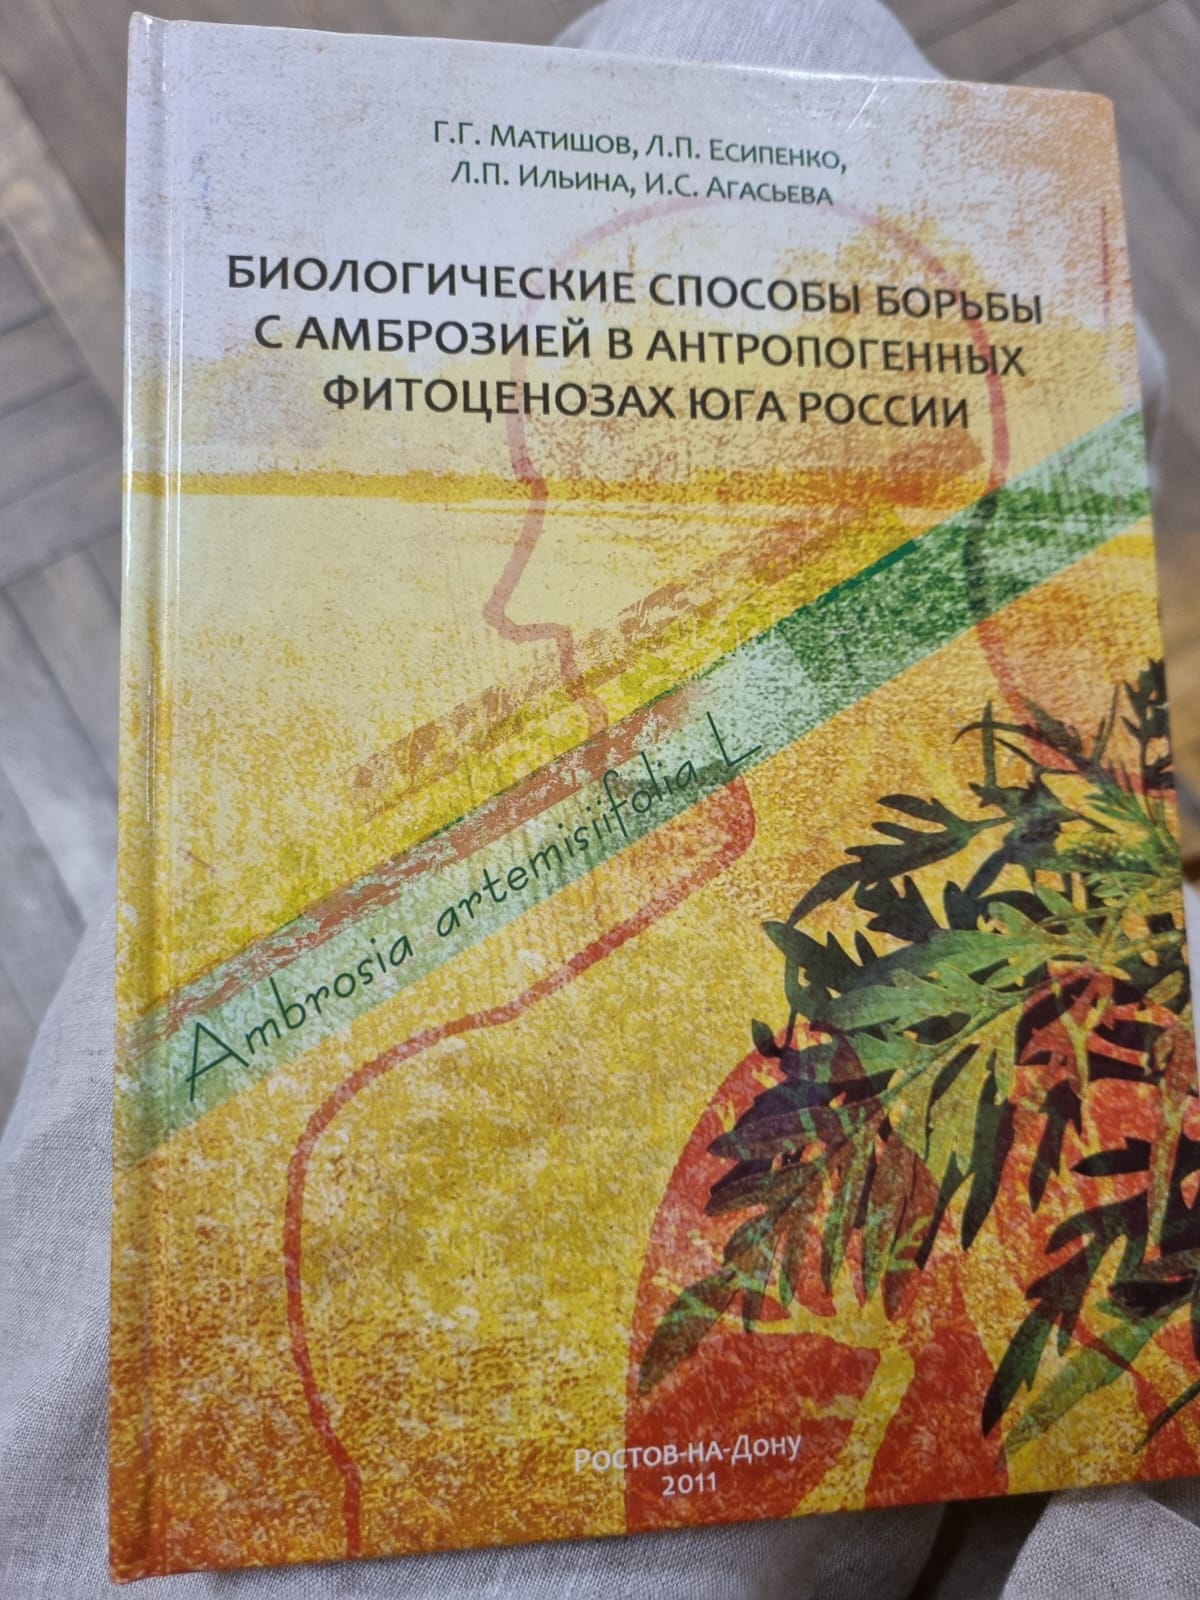 Г.Г. Матишов, Л.П. Есипенко,
Л.П. Ильина, И.С. Агасьева
БИОЛОГИЧЕСКИЕ СПОСОБЫ БОРЬБЫ
С АМБРОЗИЕЙ В АНТРОПОГЕННЫХ
ФИТОЦЕНОЗАХ ЮГА РОССИИ
Ambrosia artemisiifolia L
Ростов-на-Дону
2011